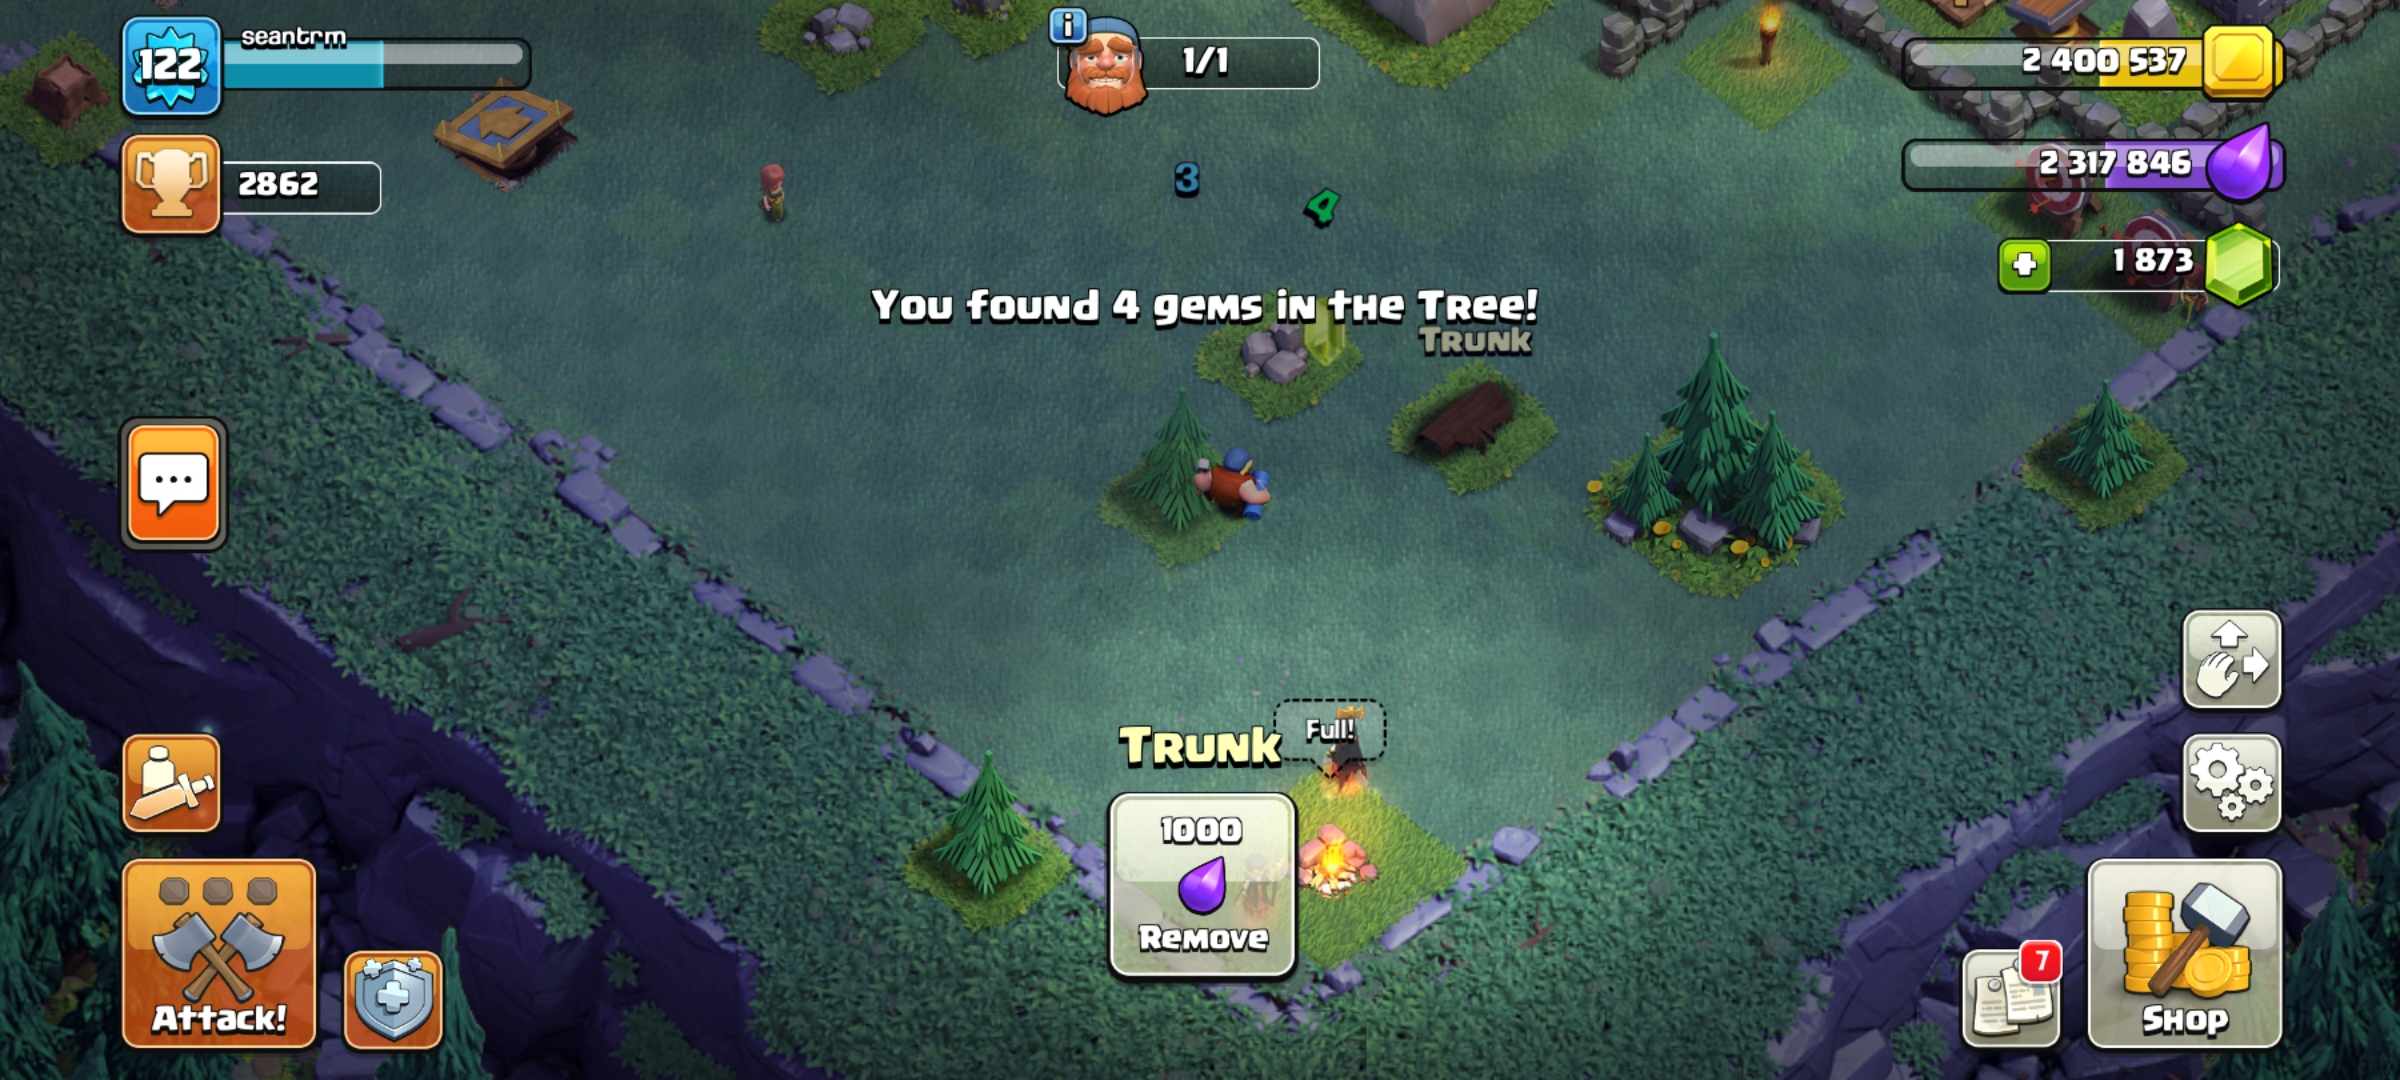 seantrm
122
1/1
2 400 537
2862
3
4
2 317 846
1 873
You found 4 gems in the Tree!
Trunk
Full!
Trunk
1000
Remove
7
Attack!
Shop